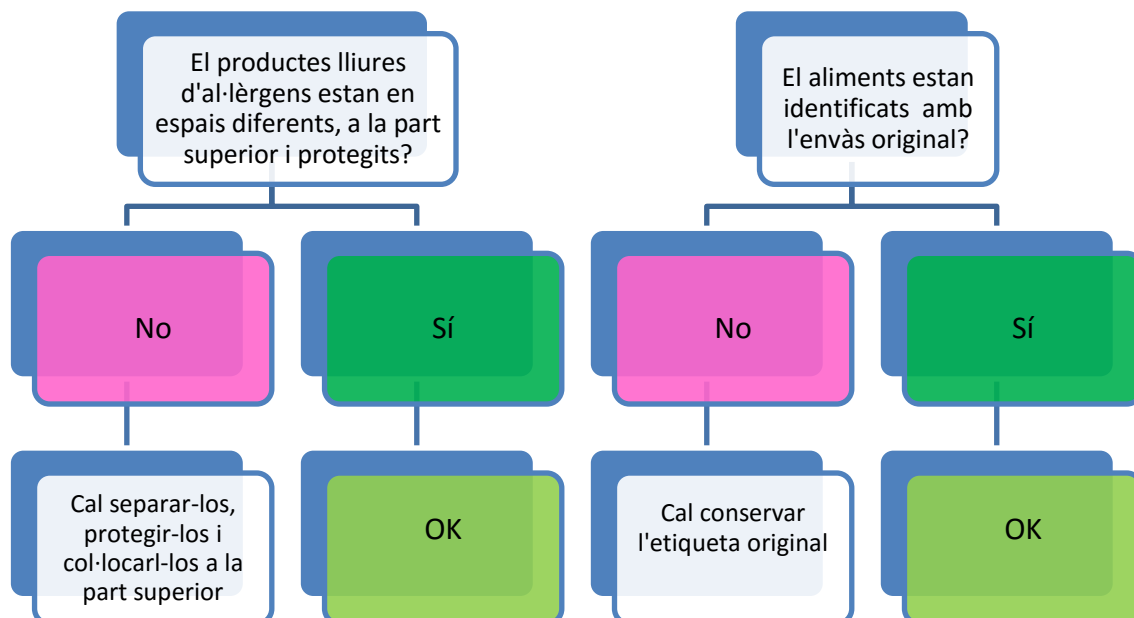 El productes lliures
d'al·lèrgens estan en
espais diferents, a la part
superior i protegits?
No
Sí
Cal separar-los,
protegir-los i
col·locarl-los a la
part superior
OK
El aliments estan
identificats amb
l'envàs original?
No
Sí
Cal conservar
l'etiqueta original
OK